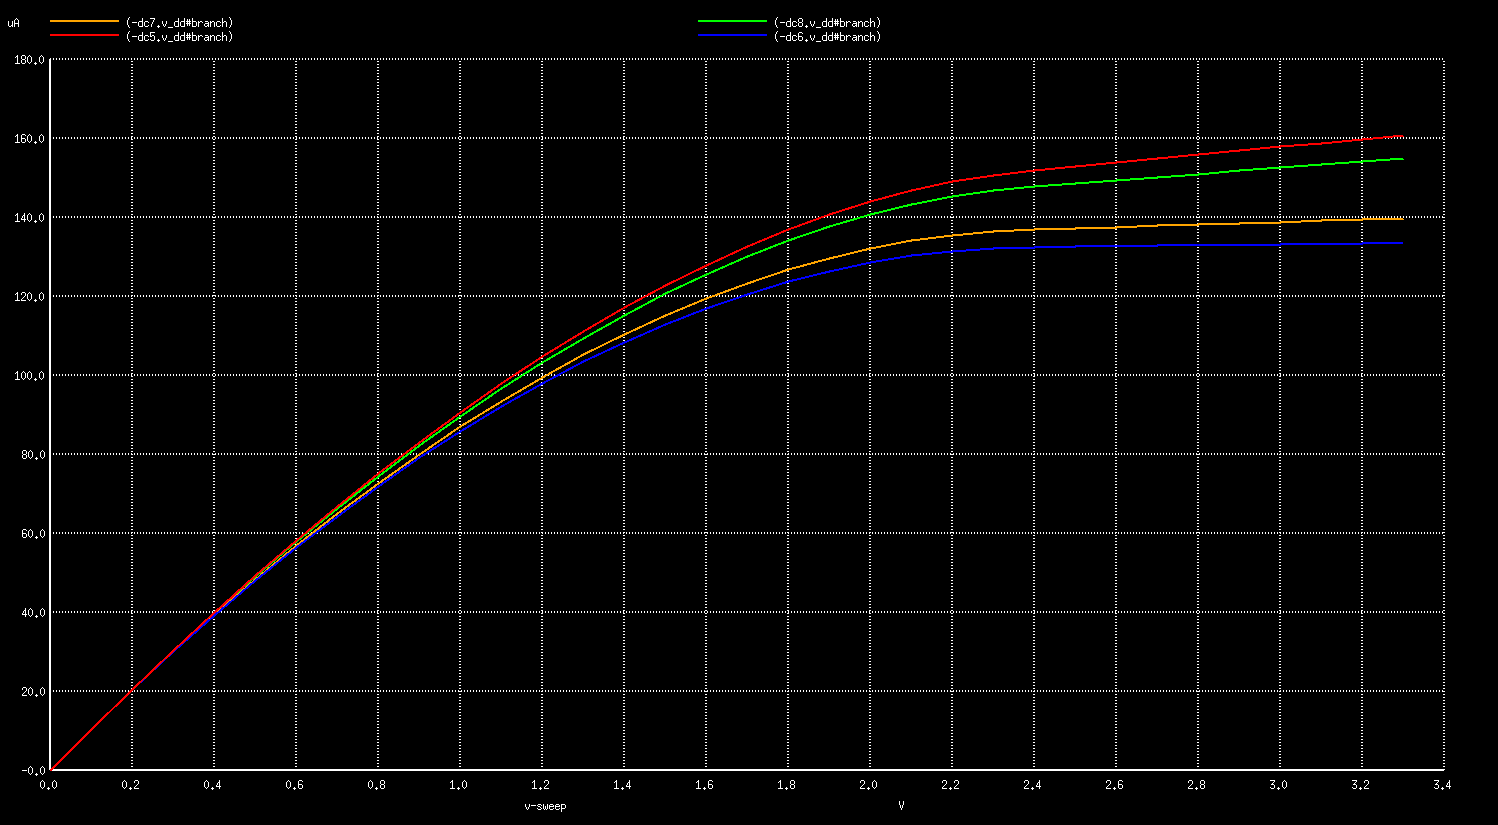 uA
(-dc7.v_dd#branch) (-dc8.v_dd#branch)
(-dc5.v_dd#branch) (-dc6.v_dd#branch)
180.0
160.0
140.0
120.0
100.0
80.0
60.0
40.0
20.0
-0.0
0.0 0.2 0.4 0.6 0.8 1.0 1.2 1.4 1.6 1.8 2.0 2.2 2.4 2.6 2.8 3.0 3.2 3.4
v-sweep V